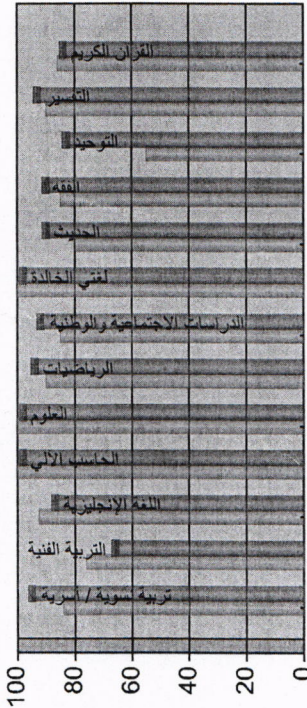 القرآن الكريم
التفسير
التوحيد
الفقه
الحديث
لغتي الخالدة
الدراسات الاجتماعية والوطنية
الرياضيات
العلوم
الحاسب الآلي
اللغة الإنجليزية
التربية الفنية
تربية نسوية / أسرية
100
80
60
40
20
0